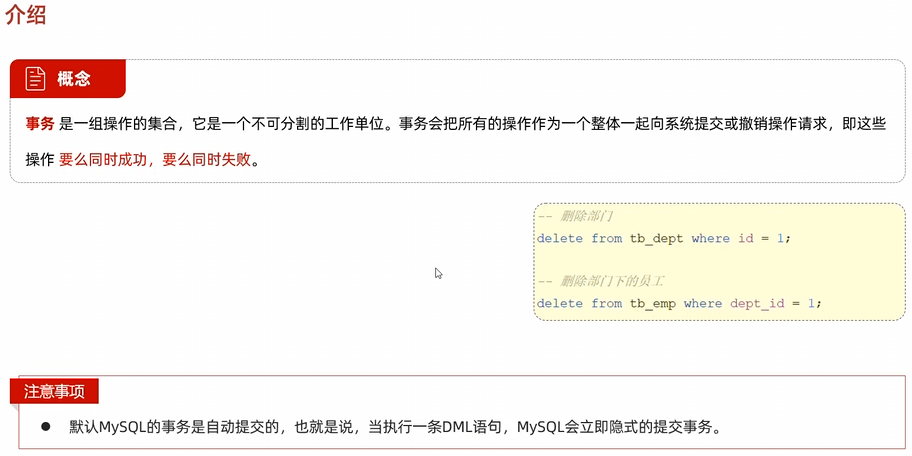 介绍
概念
事务 是一组操作的集合，它是一个不可分割的工作单位。事务会把所有的操作作为一个整体一起向系统提交或撤销操作请求，即这些
操作 要么同时成功，要么同时失败。
-- 删除部门
delete from tb_dept where id = 1;
-- 删除部门下的员工
delete from tb_emp where dept_id = 1;
注意事项
● 默认MySQL的事务是自动提交的，也就是说，当执行一条DML语句，MySQL会立即隐式的提交事务。